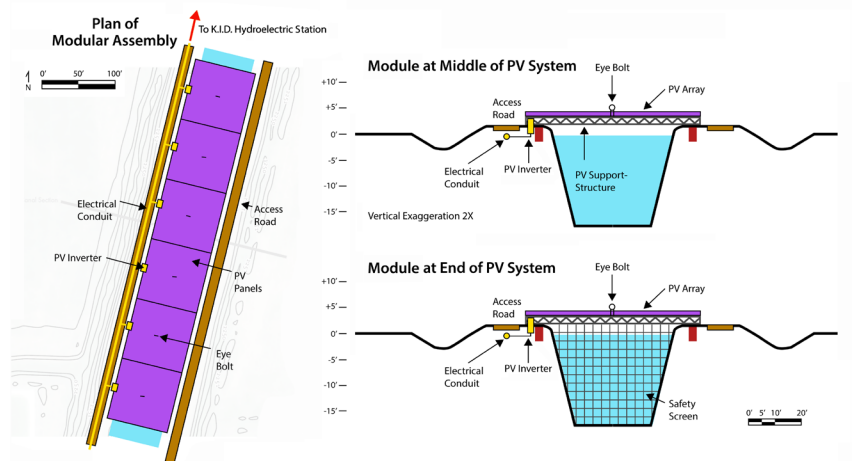 Plan of
Modular Assembly
To K.I.D. Hydroelectric Station
N
0' 50' 100'
Electrical
Conduit
Access
Road
PV Inverter
PV
Panels
Eye
Bolt
Module at Middle of PV System
Eye Bolt
PV Array
Access
Road
+10'
+5'
0'
-5'
-10'
-15'
Electrical
Conduit
PV Inverter
PV Support-
Structure
Vertical Exaggeration 2X
Module at End of PV System
Eye Bolt
PV Array
Access
Road
+10'
+5'
0'
-5'
-10'
-15'
Electrical
Conduit
PV Inverter
Safety
Screen
0' 5' 10' 20'